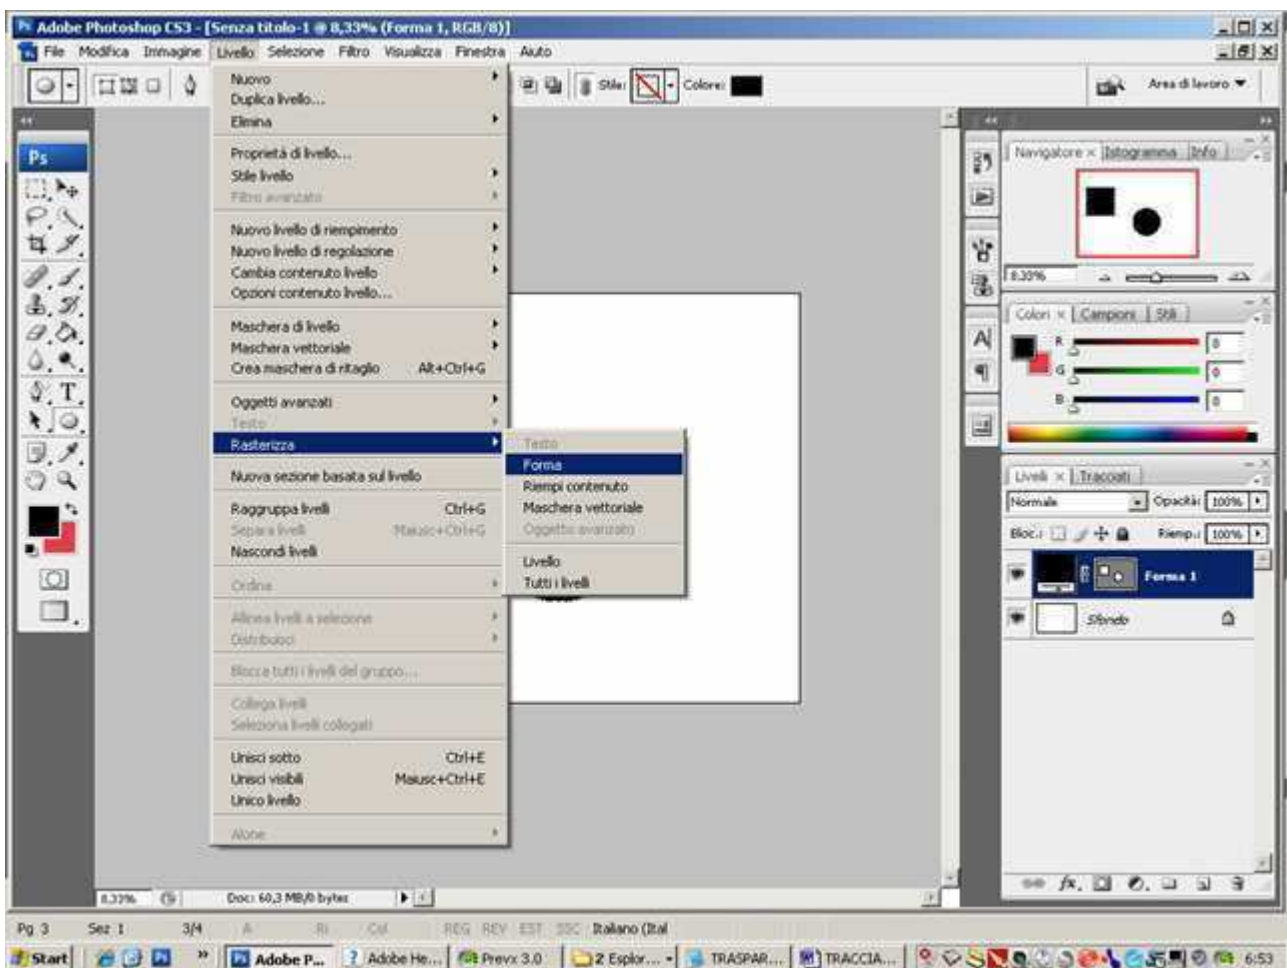 Adobe Photoshop CS3 - [Senza titolo-1 @ 8,33% (Forma 1, RGB/8)]
File Modifica Immagine Livello Selezione Filtro Visualizza Finestra Aiuto
Stile: Colore: Area di lavoro
Ps
Nuovo
Duplica livello...
Elimina
Proprietà di livello...
Stile livello
Filtro avanzato
Nuovo livello di riempimento
Nuovo livello di regolazione
Cambia contenuto livello
Opzioni contenuto livello...
Maschera di livello
Maschera vettoriale
Crea maschera di ritaglio Alt+Ctrl+G
Oggetti avanzati
Testo
Rasterizza
Nuova sezione basata sul livello
Raggruppa livelli Ctrl+G
Separa livelli Maiusc+Ctrl+G
Nascondi livelli
Ordina
Allinea livelli a selezione
Distribuisci
Blocca tutti i livelli del gruppo...
Collega livelli
Seleziona livelli collegati
Unisci sotto Ctrl+E
Unisci visibili Maiusc+Ctrl+E
Unico livello
Alone
Testo
Forma
Riempi contenuto
Maschera vettoriale
Oggetto avanzato
Livello
Tutti i livelli
Navigatore × Istogramma Info
8.33%
Colori × Campioni Stili
R 0
G 0
B 0
Livelli × Tracciati
Normale Opacità: 100%
Bloc.: Riemp.: 100%
Forma 1
Sfondo
8.33% Doc: 60,3 MB/0 bytes
Pg 3 Sez 1 3/4 A Ri Col REG REV EST SSC Italiano (Ital
Start Adobe P... Adobe He... Prevx 3.0 2 Esplor... TRASPAR... TRACCIA... 6:53